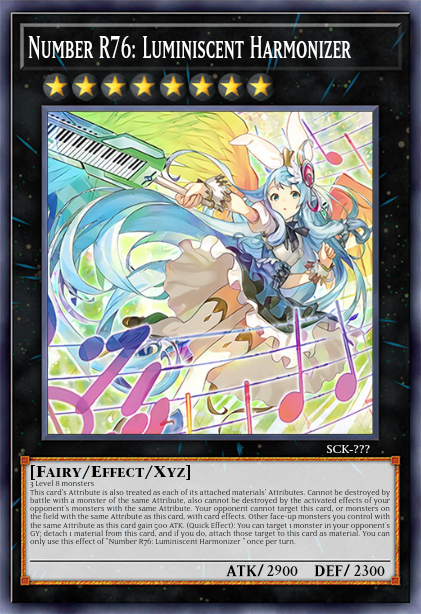 Number R76: Luminiscent Harmonizer
SCK-???
[Fairy/Effect/Xyz]
3 Level 8 monsters
This card's Attribute is also treated as each of its attached materials' Attributes. Cannot be destroyed by
battle with a monster of the same Attribute, also cannot be destroyed by the activated effects of your
opponent's monsters with the same Attribute. Your opponent cannot target this card, or monsters on
the field with the same Attribute as this card, with card effects. Other face-up monsters you control with
the same Attribute as this card gain 500 ATK. (Quick Effect): You can target 1 monster in your opponent's
GY; detach 1 material from this card, and if you do, attach those target to this card as material. You can
only use this effect of "Number R76: Luminiscent Harmonizer " once per turn.
ATK/2900 DEF/2300